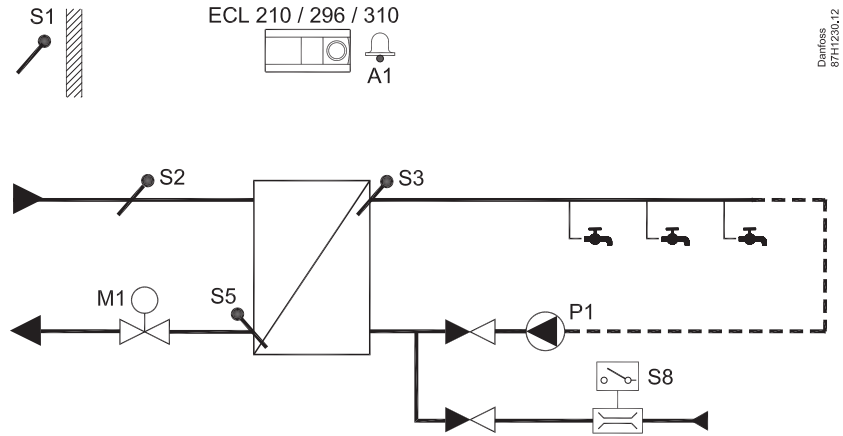 S1
ECL 210 / 296 / 310
A1
Danfoss
87H1230.12
S2
S3
M1
S5
P1
S8